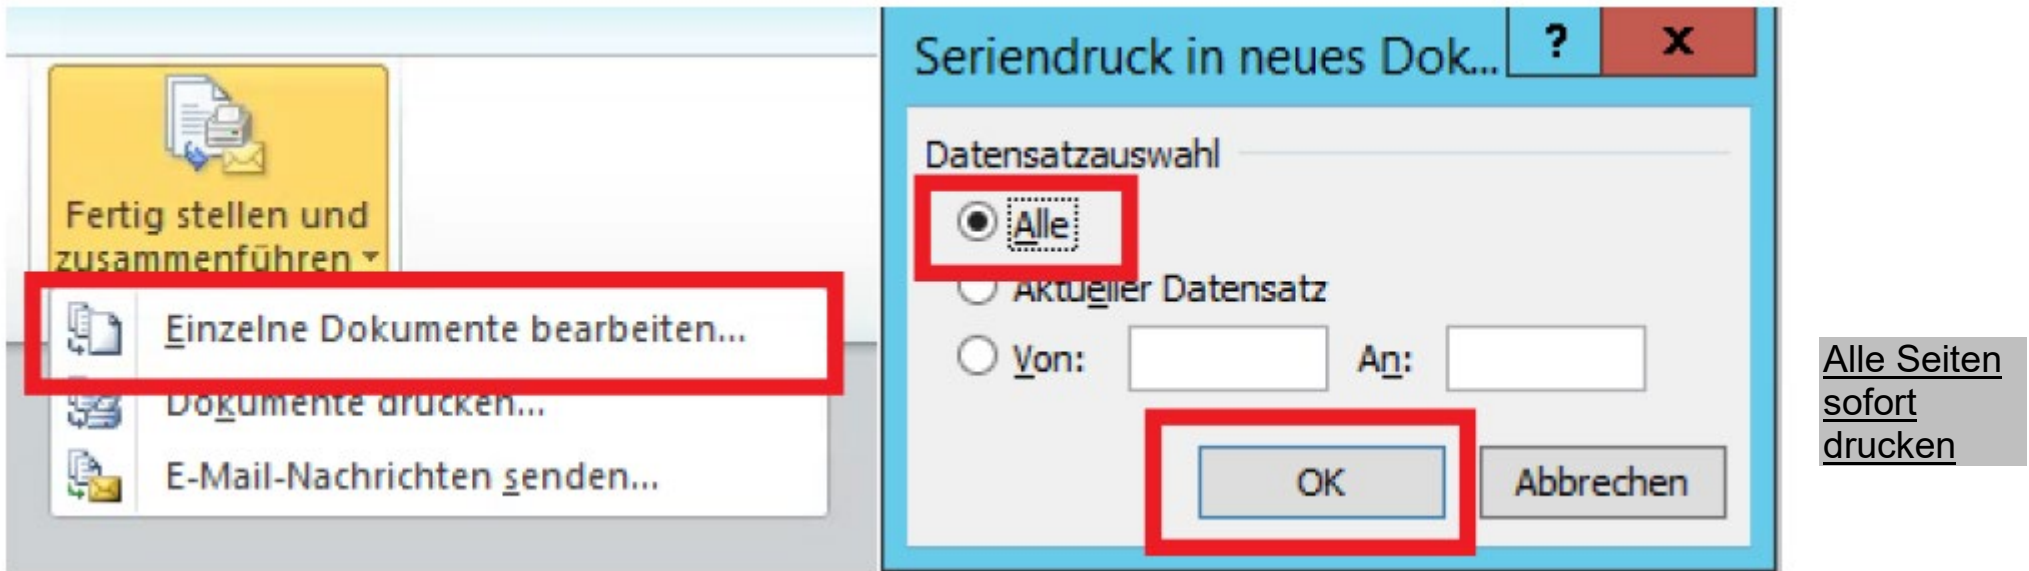 Fertig stellen und
zusammenführen
Einzelne Dokumente bearbeiten...
Dokumente drucken...
E-Mail-Nachrichten senden...
Seriendruck in neues Dok...
?
x
Datensatzauswahl
Alle
Aktueller Datensatz
Von:
An:
OK
Abbrechen
Alle Seiten
sofort
drucken